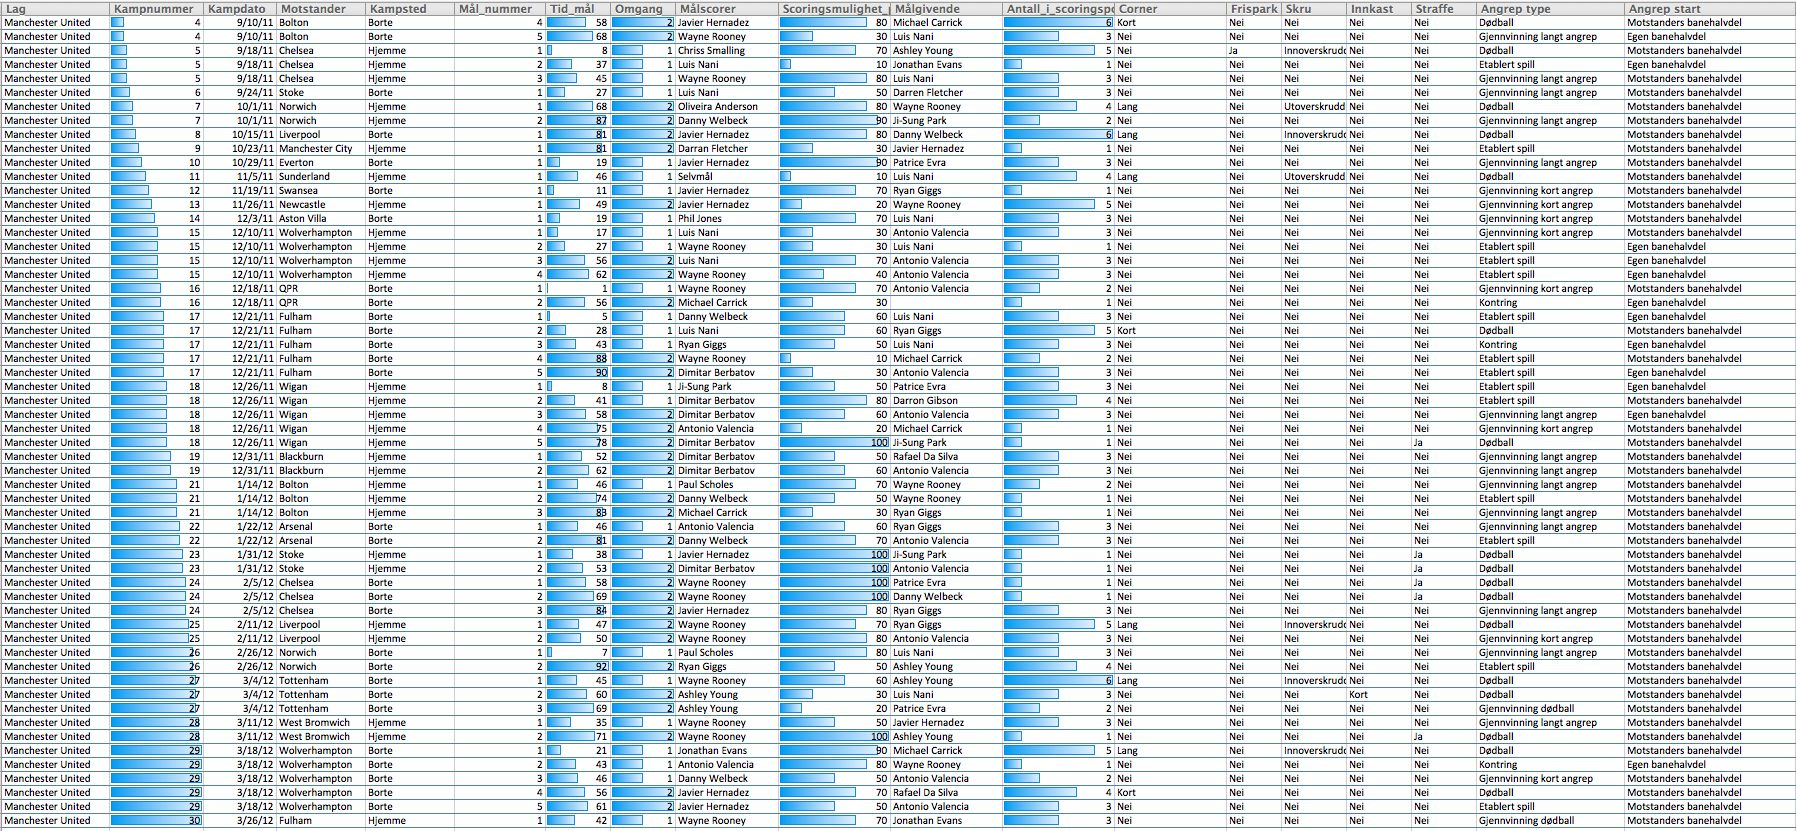 Lag Kampnummer Kampdato Motstander Kampsted Mål_nummer Tid_mål Omgang Målscorer Scoringsmulighet_ Målgivende Antall_i_scoringspo Corner Frispark Skru Innkast Straffe Angrep type Angrep start
Manchester United 4 9/10/11 Bolton Borte 4 58 2 Javier Hernadez 80 Michael Carrick 6 Kort Nei Nei Nei Nei Dødball Motstanders banehalvdel
Manchester United 4 9/10/11 Bolton Borte 5 68 2 Wayne Rooney 30 Luis Nani 3 Nei Nei Nei Nei Nei Gjennvinning langt angrep Egen banehalvdel
Manchester United 5 9/18/11 Chelsea Hjemme 1 8 1 Chriss Smalling 70 Ashley Young 5 Nei Ja Innoverskrudd Nei Nei Dødball Motstanders banehalvdel
Manchester United 5 9/18/11 Chelsea Hjemme 2 37 1 Luis Nani 10 Jonathan Evans 1 Nei Nei Nei Nei Nei Etablert spill Egen banehalvdel
Manchester United 5 9/18/11 Chelsea Hjemme 3 45 1 Wayne Rooney 80 Luis Nani 3 Nei Nei Nei Nei Nei Gjennvinning langt angrep Motstanders banehalvdel
Manchester United 6 9/24/11 Stoke Borte 1 27 1 Luis Nani 50 Darren Fletcher 3 Nei Nei Nei Nei Nei Gjennvinning langt angrep Motstanders banehalvdel
Manchester United 7 10/1/11 Norwich Hjemme 1 68 2 Oliveira Anderson 80 Wayne Rooney 4 Lang Nei Utoverskrudd Nei Nei Dødball Motstanders banehalvdel
Manchester United 7 10/1/11 Norwich Hjemme 2 87 2 Danny Welbeck 90 Ji-Sung Park 2 Nei Nei Nei Nei Nei Gjennvinning langt angrep Motstanders banehalvdel
Manchester United 8 10/15/11 Liverpool Borte 1 81 2 Javier Hernadez 80 Danny Welbeck 6 Lang Nei Innoverskrudd Nei Nei Dødball Motstanders banehalvdel
Manchester United 9 10/23/11 Manchester City Hjemme 1 81 2 Darran Fletcher 30 Javier Hernadez 1 Nei Nei Nei Nei Nei Etablert spill Motstanders banehalvdel
Manchester United 10 10/29/11 Everton Borte 1 19 1 Javier Hernadez 90 Patrice Evra 3 Nei Nei Nei Nei Nei Gjennvinning langt angrep Motstanders banehalvdel
Manchester United 11 11/5/11 Sunderland Hjemme 1 46 1 Selvmål 10 Luis Nani 4 Lang Nei Utoverskrudd Nei Nei Dødball Motstanders banehalvdel
Manchester United 12 11/19/11 Swansea Borte 1 11 1 Javier Hernadez 70 Ryan Giggs 1 Nei Nei Nei Nei Nei Gjennvinning kort angrep Motstanders banehalvdel
Manchester United 13 11/26/11 Newcastle Hjemme 1 49 2 Javier Hernadez 20 Wayne Rooney 5 Nei Nei Nei Nei Nei Gjennvinning kort angrep Motstanders banehalvdel
Manchester United 14 12/3/11 Aston Villa Borte 1 19 1 Phil Jones 70 Luis Nani 3 Nei Nei Nei Nei Nei Gjennvinning kort angrep Motstanders banehalvdel
Manchester United 15 12/10/11 Wolverhampton Hjemme 1 17 1 Luis Nani 30 Antonio Valencia 3 Nei Nei Nei Nei Nei Gjennvinning kort angrep Motstanders banehalvdel
Manchester United 15 12/10/11 Wolverhampton Hjemme 2 27 1 Wayne Rooney 30 Luis Nani 1 Nei Nei Nei Nei Nei Etablert spill Egen banehalvdel
Manchester United 15 12/10/11 Wolverhampton Hjemme 3 56 2 Luis Nani 70 Antonio Valencia 3 Nei Nei Nei Nei Nei Etablert spill Egen banehalvdel
Manchester United 15 12/10/11 Wolverhampton Hjemme 4 62 2 Wayne Rooney 40 Antonio Valencia 3 Nei Nei Nei Nei Nei Etablert spill Egen banehalvdel
Manchester United 16 12/18/11 QPR Borte 1 1 1 Wayne Rooney 70 Antonio Valencia 2 Nei Nei Nei Nei Nei Gjennvinning kort angrep Motstanders banehalvdel
Manchester United 16 12/18/11 QPR Borte 2 56 2 Michael Carrick 30 1 Nei Nei Nei Nei Nei Kontring Egen banehalvdel
Manchester United 17 12/21/11 Fulham Borte 1 5 1 Danny Welbeck 60 Luis Nani 3 Nei Nei Nei Nei Nei Etablert spill Egen banehalvdel
Manchester United 17 12/21/11 Fulham Borte 2 28 1 Luis Nani 60 Ryan Giggs 5 Kort Nei Nei Nei Nei Dødball Motstanders banehalvdel
Manchester United 17 12/21/11 Fulham Borte 3 43 1 Ryan Giggs 50 Luis Nani 3 Nei Nei Nei Nei Nei Kontring Egen banehalvdel
Manchester United 17 12/21/11 Fulham Borte 4 88 2 Wayne Rooney 10 Michael Carrick 2 Nei Nei Nei Nei Nei Etablert spill Motstanders banehalvdel
Manchester United 17 12/21/11 Fulham Borte 5 90 2 Dimitar Berbatov 30 Antonio Valencia 3 Nei Nei Nei Nei Nei Etablert spill Egen banehalvdel
Manchester United 18 12/26/11 Wigan Hjemme 1 8 1 Ji-Sung Park 50 Patrice Evra 3 Nei Nei Nei Nei Nei Etablert spill Egen banehalvdel
Manchester United 18 12/26/11 Wigan Hjemme 2 41 1 Dimitar Berbatov 80 Darron Gibson 4 Nei Nei Nei Nei Nei Etablert spill Motstanders banehalvdel
Manchester United 18 12/26/11 Wigan Hjemme 3 58 2 Dimitar Berbatov 60 Antonio Valencia 3 Nei Nei Nei Nei Nei Gjennvinning langt angrep Egen banehalvdel
Manchester United 18 12/26/11 Wigan Hjemme 4 75 2 Antonio Valencia 20 Michael Carrick 1 Nei Nei Nei Nei Nei Gjennvinning kort angrep Motstanders banehalvdel
Manchester United 18 12/26/11 Wigan Hjemme 5 78 2 Dimitar Berbatov 100 Ji-Sung Park 1 Nei Nei Nei Nei Ja Dødball Motstanders banehalvdel
Manchester United 19 12/31/11 Blackburn Hjemme 1 52 2 Dimitar Berbatov 50 Rafael Da Silva 3 Nei Nei Nei Nei Nei Gjennvinning langt angrep Motstanders banehalvdel
Manchester United 19 12/31/11 Blackburn Hjemme 2 62 2 Dimitar Berbatov 60 Antonio Valencia 3 Nei Nei Nei Nei Nei Gjennvinning langt angrep Motstanders banehalvdel
Manchester United 21 1/14/12 Bolton Hjemme 1 46 1 Paul Scholes 70 Wayne Rooney 2 Nei Nei Nei Nei Nei Gjennvinning langt angrep Motstanders banehalvdel
Manchester United 21 1/14/12 Bolton Hjemme 2 74 2 Danny Welbeck 50 Wayne Rooney 1 Nei Nei Nei Nei Nei Etablert spill Motstanders banehalvdel
Manchester United 21 1/14/12 Bolton Hjemme 3 83 2 Michael Carrick 30 Ryan Giggs 1 Nei Nei Nei Nei Nei Gjennvinning langt angrep Motstanders banehalvdel
Manchester United 22 1/22/12 Arsenal Borte 1 46 1 Antonio Valencia 60 Ryan Giggs 3 Nei Nei Nei Nei Nei Gjennvinning langt angrep Motstanders banehalvdel
Manchester United 22 1/22/12 Arsenal Borte 2 81 2 Danny Welbeck 70 Antonio Valencia 3 Nei Nei Nei Nei Nei Etablert spill Motstanders banehalvdel
Manchester United 23 1/31/12 Stoke Hjemme 1 38 1 Javier Hernadez 100 Ji-Sung Park 1 Nei Nei Nei Nei Ja Dødball Motstanders banehalvdel
Manchester United 23 1/31/12 Stoke Hjemme 2 53 2 Dimitar Berbatov 100 Antonio Valencia 1 Nei Nei Nei Nei Ja Dødball Motstanders banehalvdel
Manchester United 24 2/5/12 Chelsea Borte 1 58 2 Wayne Rooney 100 Patrice Evra 1 Nei Nei Nei Nei Ja Dødball Motstanders banehalvdel
Manchester United 24 2/5/12 Chelsea Borte 2 69 2 Wayne Rooney 100 Danny Welbeck 1 Nei Nei Nei Nei Ja Dødball Motstanders banehalvdel
Manchester United 24 2/5/12 Chelsea Borte 3 84 2 Javier Hernadez 80 Ryan Giggs 3 Nei Nei Nei Nei Nei Gjennvinning langt angrep Motstanders banehalvdel
Manchester United 25 2/11/12 Liverpool Hjemme 1 47 2 Wayne Rooney 70 Ryan Giggs 5 Lang Nei Innoverskrudd Nei Nei Dødball Motstanders banehalvdel
Manchester United 25 2/11/12 Liverpool Hjemme 2 50 2 Wayne Rooney 80 Antonio Valencia 3 Nei Nei Nei Nei Nei Gjennvinning kort angrep Motstanders banehalvdel
Manchester United 26 2/26/12 Norwich Borte 1 7 1 Paul Scholes 80 Luis Nani 3 Nei Nei Nei Nei Nei Gjennvinning langt angrep Motstanders banehalvdel
Manchester United 26 2/26/12 Norwich Borte 2 92 2 Ryan Giggs 50 Ashley Young 4 Nei Nei Nei Nei Nei Etablert spill Motstanders banehalvdel
Manchester United 27 3/4/12 Tottenham Borte 1 45 1 Wayne Rooney 60 Ashley Young 6 Lang Nei Innoverskrudd Nei Nei Dødball Motstanders banehalvdel
Manchester United 27 3/4/12 Tottenham Borte 2 60 2 Ashley Young 30 Luis Nani 3 Nei Nei Nei Kort Nei Dødball Motstanders banehalvdel
Manchester United 27 3/4/12 Tottenham Borte 3 69 2 Ashley Young 20 Patrice Evra 2 Nei Nei Nei Nei Nei Gjennvinning dødball Motstanders banehalvdel
Manchester United 28 3/11/12 West Bromwich Hjemme 1 35 1 Wayne Rooney 50 Javier Hernadez 3 Nei Nei Nei Nei Nei Gjennvinning langt angrep Motstanders banehalvdel
Manchester United 28 3/11/12 West Bromwich Hjemme 2 71 2 Wayne Rooney 100 Ashley Young 1 Nei Nei Nei Nei Ja Dødball Motstanders banehalvdel
Manchester United 29 3/18/12 Wolverhampton Borte 1 21 1 Jonathan Evans 90 Michael Carrick 5 Lang Nei Innoverskrudd Nei Nei Dødball Motstanders banehalvdel
Manchester United 29 3/18/12 Wolverhampton Borte 2 43 1 Antonio Valencia 80 Wayne Rooney 1 Nei Nei Nei Nei Nei Kontring Egen banehalvdel
Manchester United 29 3/18/12 Wolverhampton Borte 3 46 1 Danny Welbeck 50 Antonio Valencia 2 Nei Nei Nei Nei Nei Gjennvinning kort angrep Motstanders banehalvdel
Manchester United 29 3/18/12 Wolverhampton Borte 4 56 2 Javier Hernadez 70 Rafael Da Silva 4 Kort Nei Nei Nei Nei Dødball Motstanders banehalvdel
Manchester United 29 3/18/12 Wolverhampton Borte 5 61 2 Javier Hernadez 50 Antonio Valencia 3 Nei Nei Nei Nei Nei Etablert spill Motstanders banehalvdel
Manchester United 30 3/26/12 Fulham Hjemme 1 42 1 Wayne Rooney 70 Jonathan Evans 3 Nei Nei Nei Nei Nei Gjennvinning dødball Motstanders banehalvdel